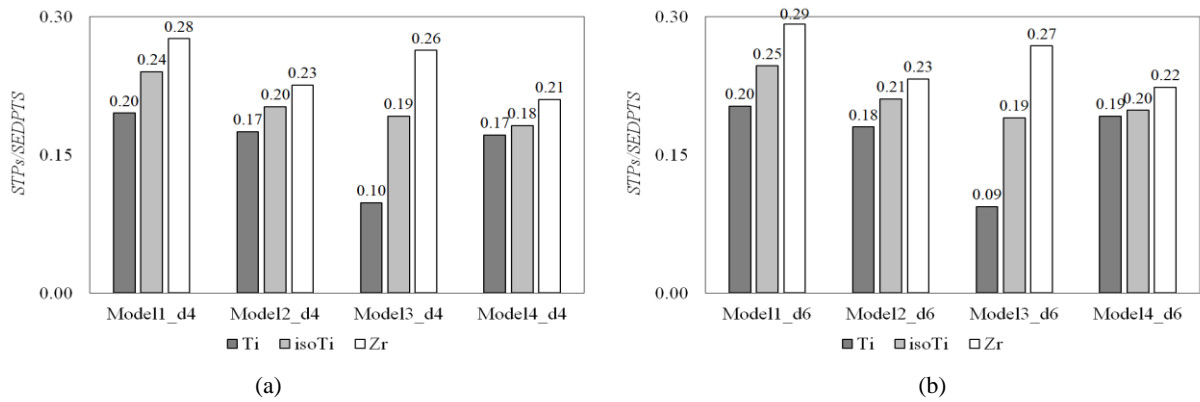 0.30
0.15
0.00
STPs/SEDPTS
0.20 0.24 0.28
0.17 0.20 0.23
0.10 0.19 0.26
0.17 0.18 0.21
Model1_d4 Model2_d4 Model3_d4 Model4_d4
Ti isoTi Zr
(a)
0.30
0.15
0.00
STPs/SEDPTS
0.20 0.25 0.29
0.18 0.21 0.23
0.09 0.19 0.27
0.19 0.20 0.22
Model1_d6 Model2_d6 Model3_d6 Model4_d6
Ti isoTi Zr
(b)